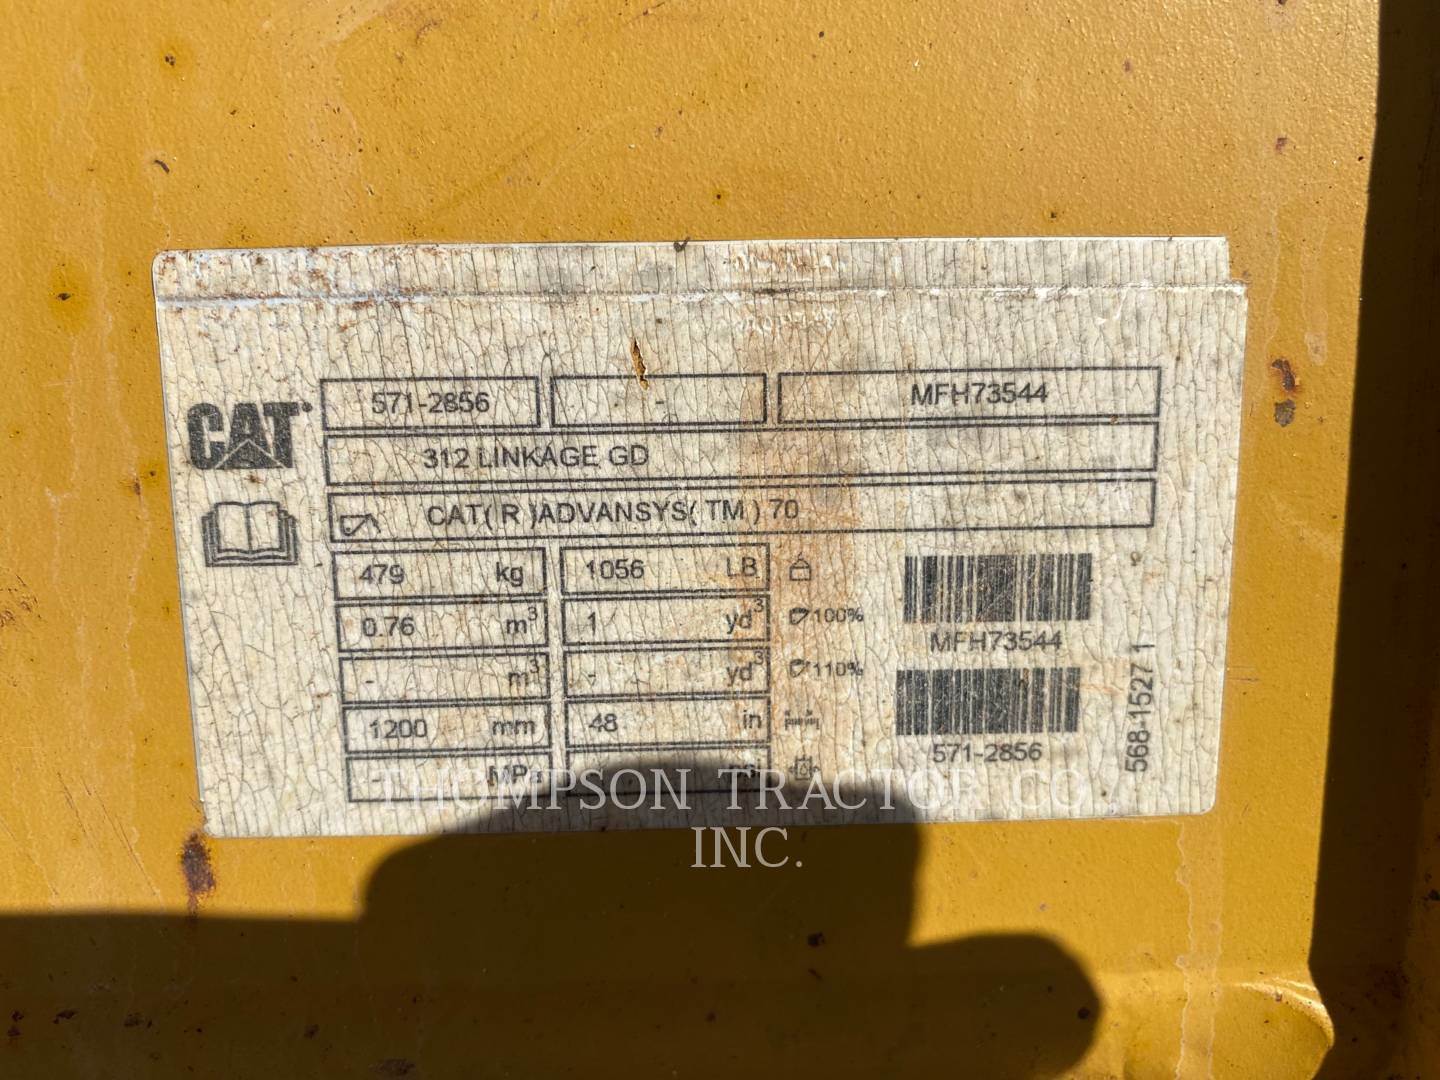 571-2856 - MFH73544
CAT
312 LINKAGE GD
CAT( R )ADVANSYS( TM ) 70
479 kg 1056 LB
0.76 m³ 1 yd³ 100%
- m³ - yd³ 110%
1200 mm 48 in
- MPa
MFH73544
571-2856
568-1527 1
THOMPSON TRACTOR CO
INC.